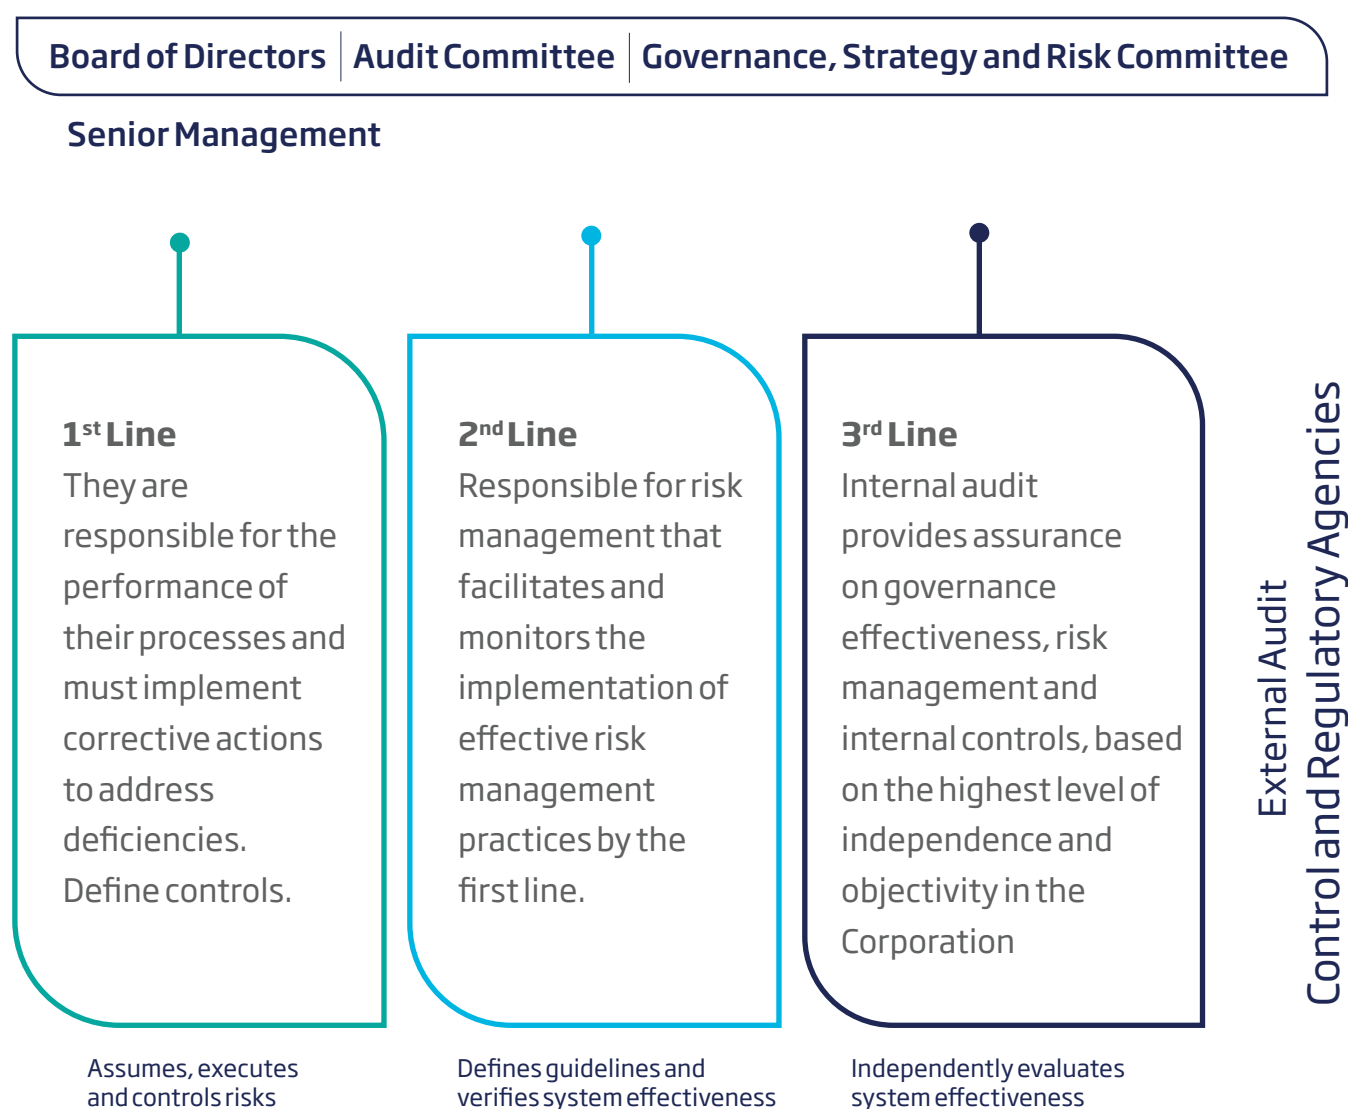 Board of Directors | Audit Committee | Governance, Strategy and Risk Committee
Senior Management
1st Line
They are
responsible for the
performance of
their processes and
must implement
corrective actions
to address
deficiencies.
Define controls.
Assumes, executes
and controls risks
2nd Line
Responsible for risk
management that
facilitates and
monitors the
implementation of
effective risk
management
practices by the
first line.
Defines guidelines and
verifies system effectiveness
3rd Line
Internal audit
provides assurance
on governance
effectiveness, risk
management and
internal controls, based
on the highest level of
independence and
objectivity in the
Corporation
Independently evaluates
system effectiveness
External Audit
Control and Regulatory Agencies